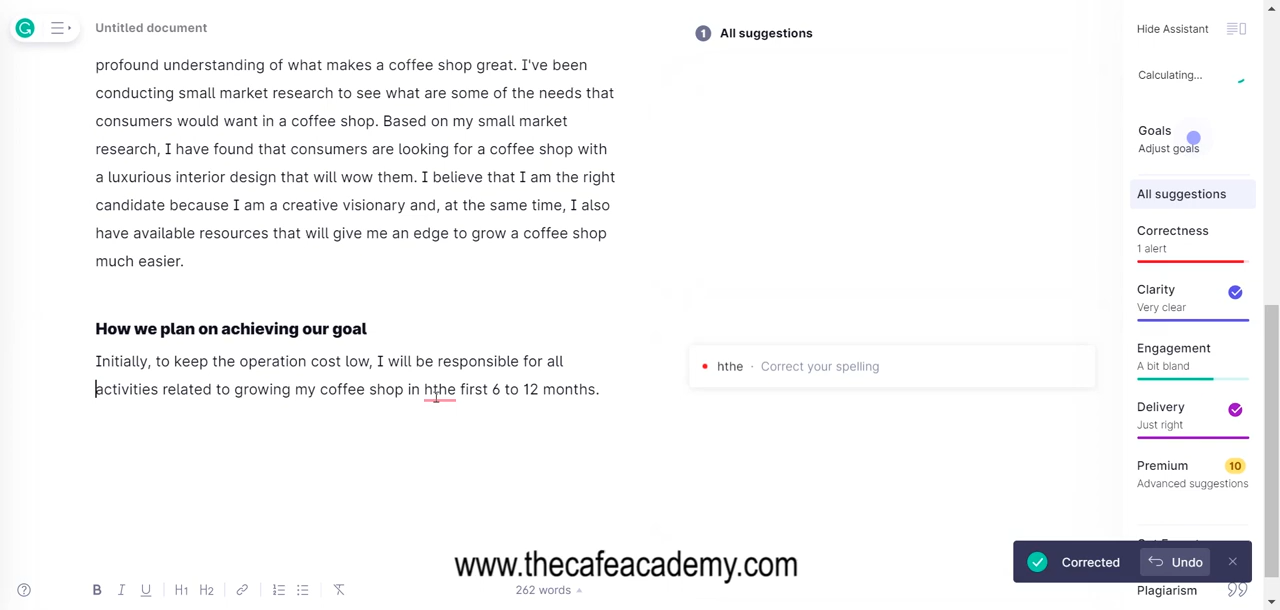 Untitled document
1 All suggestions
Hide Assistant
profound understanding of what makes a coffee shop great. I've been
conducting small market research to see what are some of the needs that
consumers would want in a coffee shop. Based on my small market
research, I have found that consumers are looking for a coffee shop with
a luxurious interior design that will wow them. I believe that I am the right
candidate because I am a creative visionary and, at the same time, I also
have available resources that will give me an edge to grow a coffee shop
much easier.
How we plan on achieving our goal
Initially, to keep the operation cost low, I will be responsible for all
activities related to growing my coffee shop in hthe first 6 to 12 months.
hthe · Correct your spelling
Calculating...
Goals
Adjust goals
All suggestions
Correctness
1 alert
Clarity
Very clear
Engagement
A bit bland
Delivery
Just right
Premium 10
Advanced suggestions
Corrected Undo
Plagiarism
www.thecafeacademy.com
B I U H1 H2
262 words